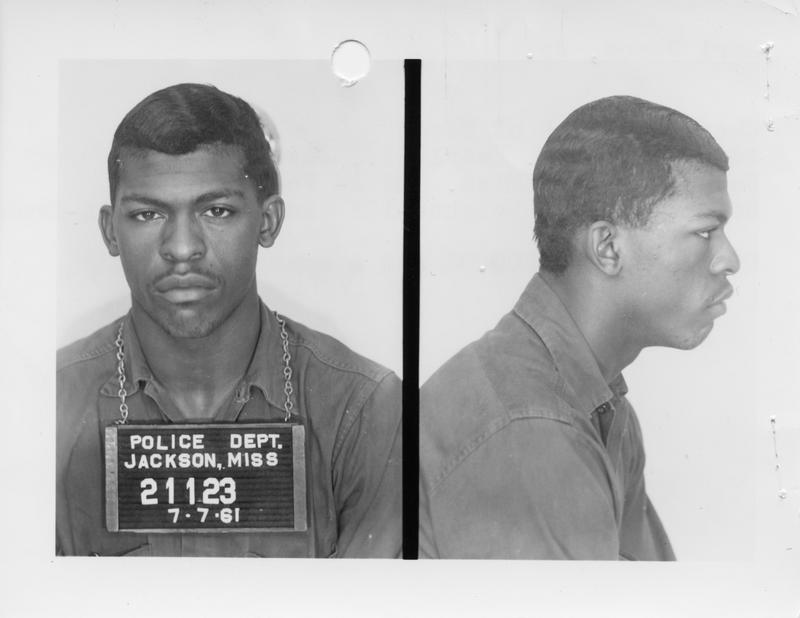 POLICE DEPT.
JACKSON, MISS
21123
7-7-61